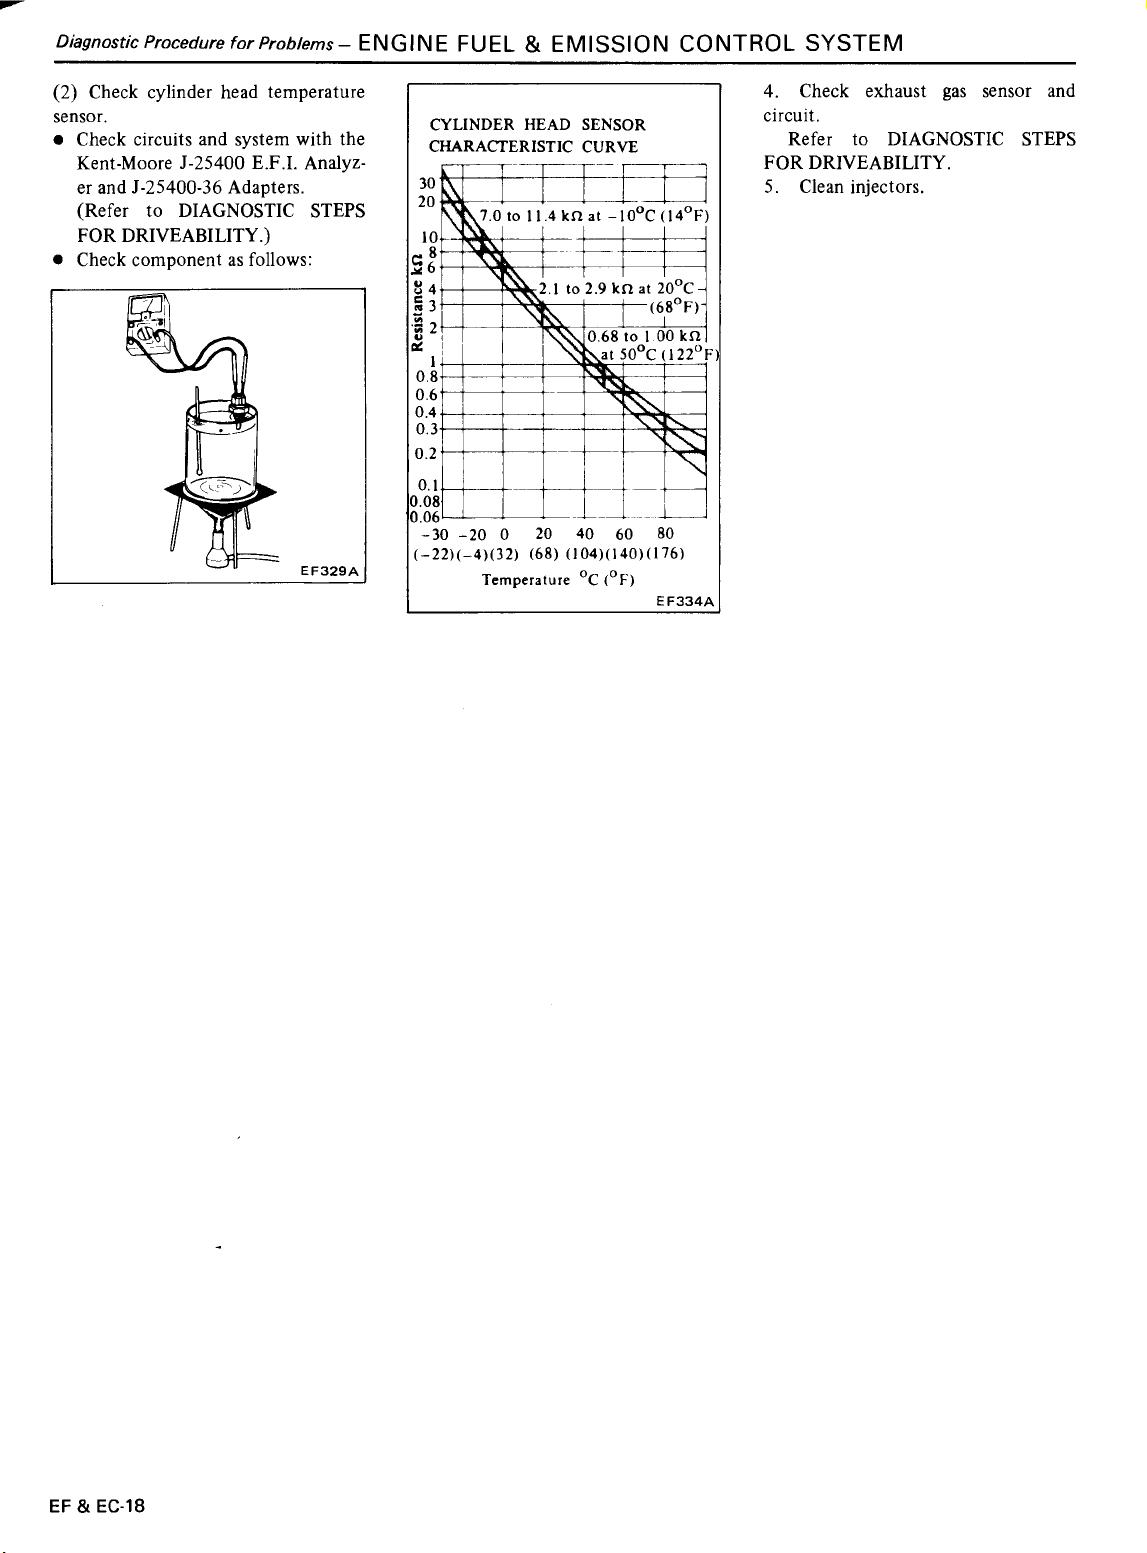 Diagnostic Procedure for Problems – ENGINE FUEL & EMISSION CONTROL SYSTEM
(2) Check cylinder head temperature
sensor.
● Check circuits and system with the
Kent-Moore J-25400 E.F.I. Analyz-
er and J-25400-36 Adapters.
(Refer to DIAGNOSTIC STEPS
FOR DRIVEABILITY.)
● Check component as follows:
EF329A
CYLINDER HEAD SENSOR
CHARACTERISTIC CURVE
30
20
7.0 to 11.4 kΩ at –10°C (14°F)
10
8
6
4
2.1 to 2.9 kΩ at 20°C
3
(68°F)
2
0.68 to 1.00 kΩ
1
at 50°C (122°F)
0.8
0.6
0.4
0.3
0.2
0.1
0.08
0.06
Resistance kΩ
–30 –20 0 20 40 60 80
(–22)(–4)(32) (68) (104)(140)(176)
Temperature °C (°F)
EF334A
4. Check exhaust gas sensor and
circuit.
Refer to DIAGNOSTIC STEPS
FOR DRIVEABILITY.
5. Clean injectors.
EF & EC-18